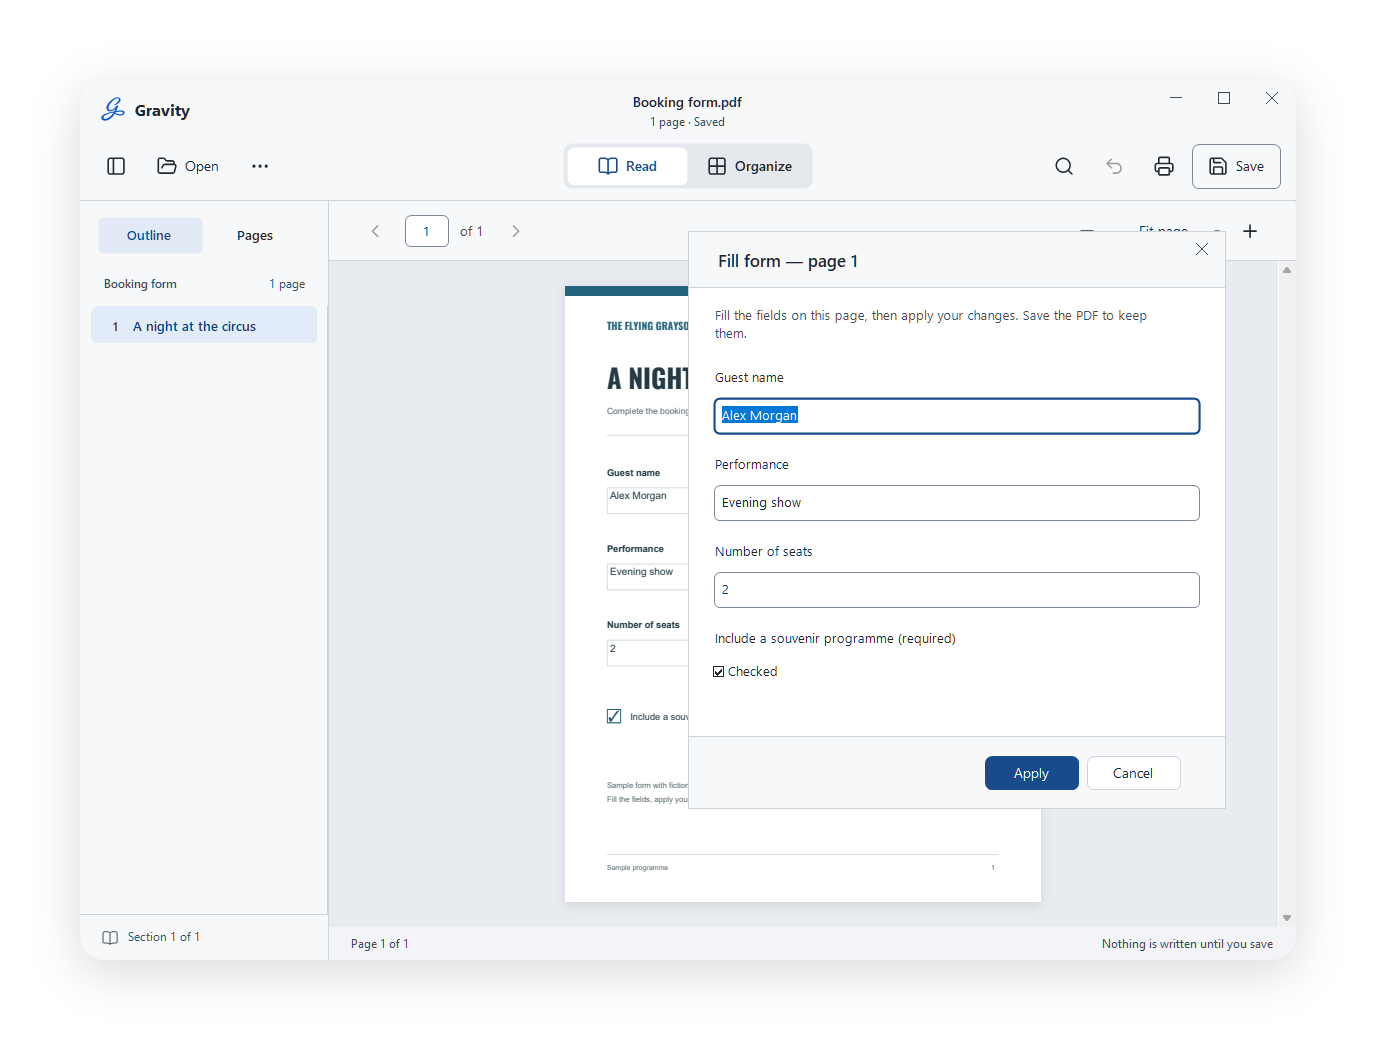 Gravity
Booking form.pdf
1 page · Saved
Open
Read
Organize
Save
Outline
Pages
1
of 1
Fit page
Booking form
1 page
1 A night at the circus
THE FLYING
A NIGHT
Complete the booking
Guest name
Alex Morgan
Performance
Evening show
Number of seats
2
Include a
Sample form with
Fill the fields, apply
Sample programme
1
Fill form — page 1
Fill the fields on this page, then apply your changes. Save the PDF to keep
them.
Guest name
Alex Morgan
Performance
Evening show
Number of seats
2
Include a souvenir programme (required)
Checked
Apply
Cancel
Section 1 of 1
Page 1 of 1
Nothing is written until you save